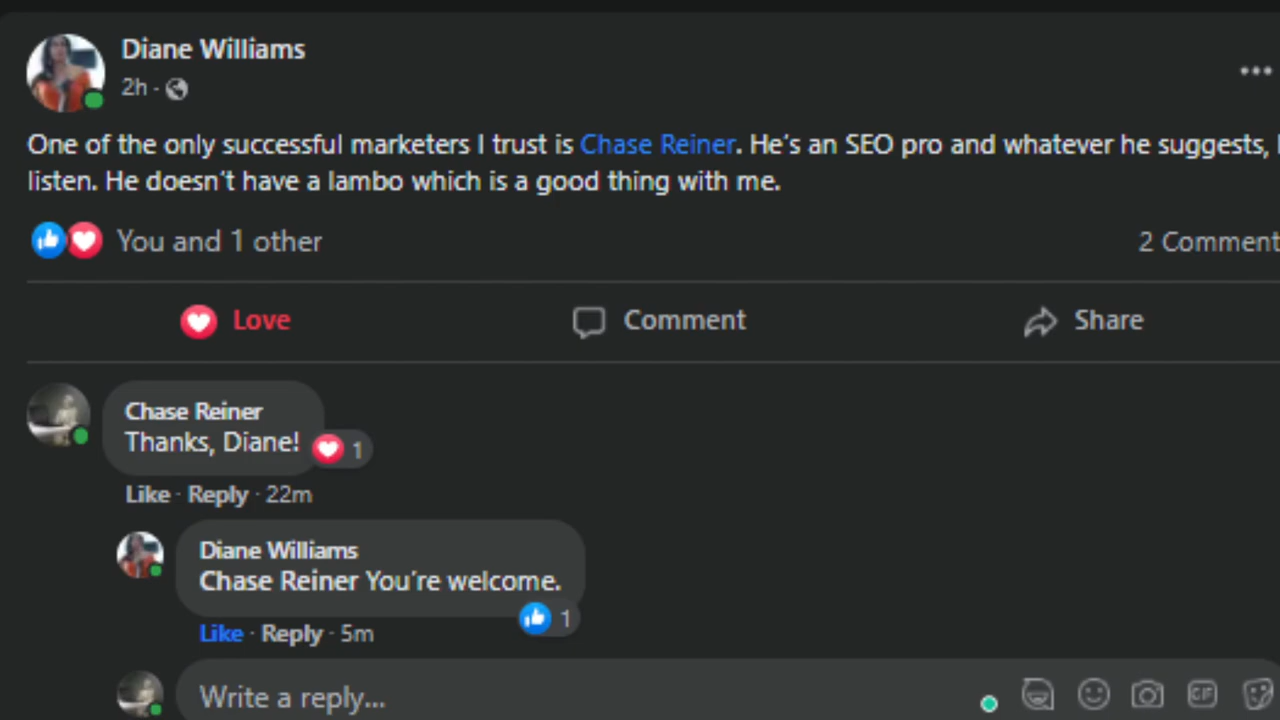 Diane Williams
2h ·
One of the only successful marketers I trust is Chase Reiner. He's an SEO pro and whatever he suggests,
listen. He doesn't have a lambo which is a good thing with me.
You and 1 other
2 Comment
Love
Comment
Share
Chase Reiner
Thanks, Diane!
1
Like · Reply · 22m
Diane Williams
Chase Reiner You're welcome.
1
Like · Reply · 5m
Write a reply...
GIF